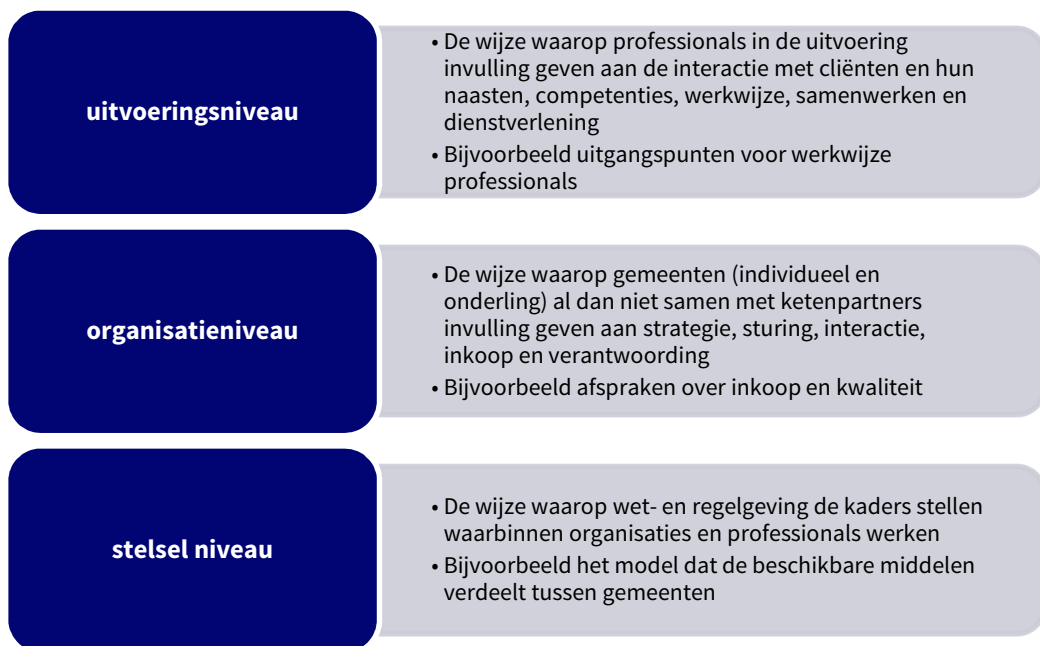 uitvoeringsniveau
• De wijze waarop professionals in de uitvoering
invulling geven aan de interactie met cliënten en hun
naasten, competenties, werkwijze, samenwerken en
dienstverlening
• Bijvoorbeeld uitgangspunten voor werkwijze
professionals
organisatieniveau
• De wijze waarop gemeenten (individueel en
onderling) al dan niet samen met ketenpartners
invulling geven aan strategie, sturing, interactie,
inkoop en verantwoording
• Bijvoorbeeld afspraken over inkoop en kwaliteit
stelsel niveau
• De wijze waarop wet- en regelgeving de kaders stellen
waarbinnen organisaties en professionals werken
• Bijvoorbeeld het model dat de beschikbare middelen
verdeelt tussen gemeenten